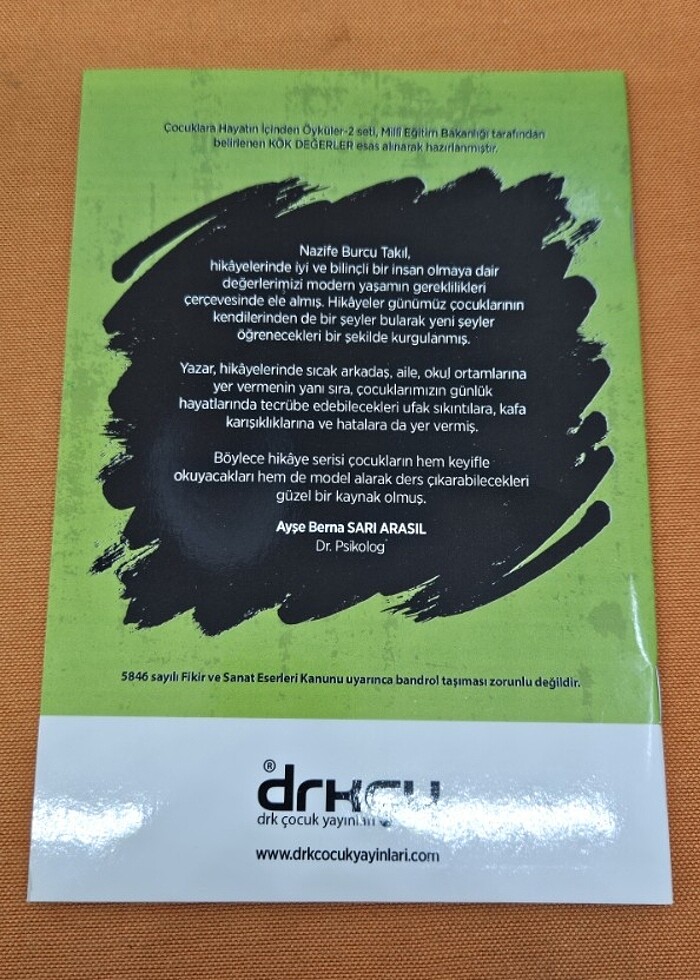 Çocuklara Hayatın İçinden Öyküler-2 seti, Milli Eğitim Bakanlığı tarafından
belirlenen KÖK DEĞERLER esas alınarak hazırlanmıştır.
Nazife Burcu Takıl,
hikâyelerinde iyi ve bilinçli bir insan olmaya dair
değerlerimizi modern yaşamın gereklilikleri
çerçevesinde ele almış. Hikâyeler günümüz çocuklarının
kendilerinden de bir şeyler bularak yeni şeyler
öğrenecekleri bir şekilde kurgulanmış.
Yazar, hikâyelerinde sıcak arkadaş, aile, okul ortamlarına
yer vermenin yanı sıra, çocuklarımızın günlük
hayatlarında tecrübe edebilecekleri ufak sıkıntılara, kafa
karışıklıklarına ve hatalara da yer vermiş.
Böylece hikâye serisi çocukların hem keyifle
okuyacakları hem de model alarak ders çıkarabilecekleri
güzel bir kaynak olmuş.
Ayşe Berna SARI ARASIL
Dr. Psikolog
5846 sayılı Fikir ve Sanat Eserleri Kanunu uyarınca bandrol taşıması zorunlu değildir.
®
drk çocuk yayınları
www.drkcocukyayinlari.com